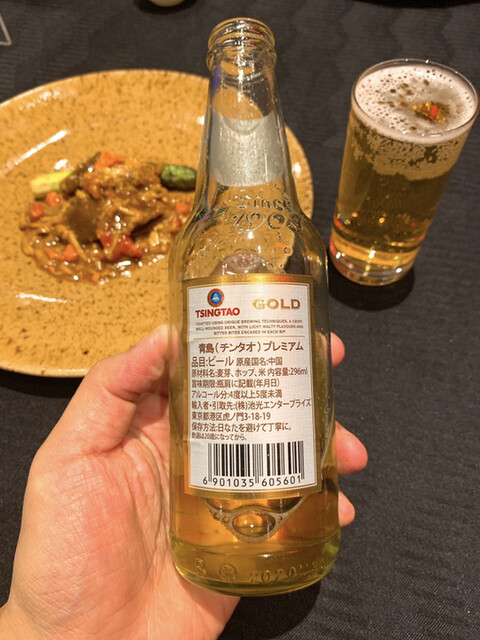 Since
1903
TSINGTAO GOLD
CRAFTED USING UNIQUE BREWING TECHNIQUES, A CRISP,
WELL-ROUNDED BEER, WITH LIGHT MALTY FLAVOURS AND
BITTER BITES ENCASED IN EACH SIP
青島(チンタオ)プレミアム
品目:ビール 原産国名:中国
原材料名:麦芽、ホップ、米 内容量:296ml
賞味期限:瓶肩に記載(年月日)
アルコール分:4度以上5度未満
輸入者・引取先:(株)池光エンタープライズ
東京都港区虎ノ門3-18-19
保存方法:日なたを避けて丁寧に。
飲酒は20歳になってから。
6 901035 605601